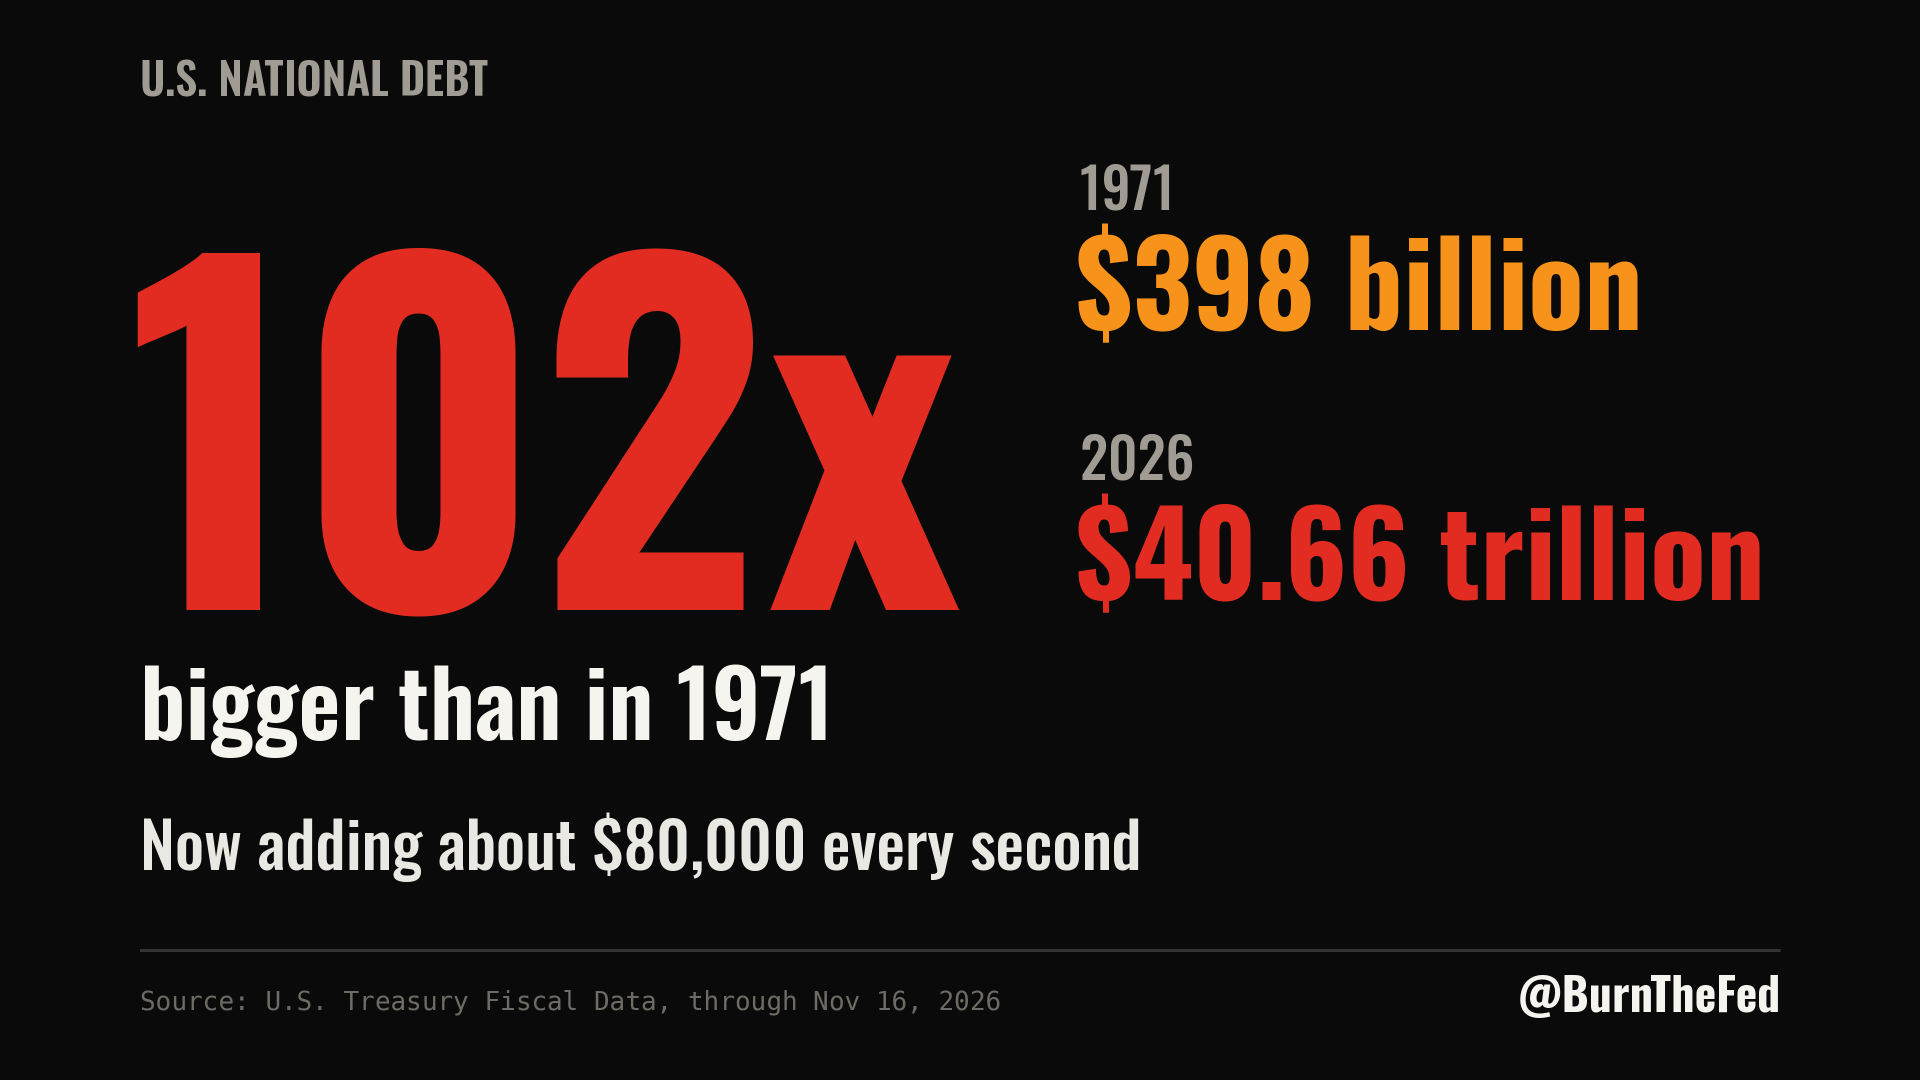 U.S. NATIONAL DEBT
102x
bigger than in 1971
1971
$398 billion
2026
$40.66 trillion
Now adding about $80,000 every second
Source: U.S. Treasury Fiscal Data, through Nov 16, 2026
@BurnTheFed